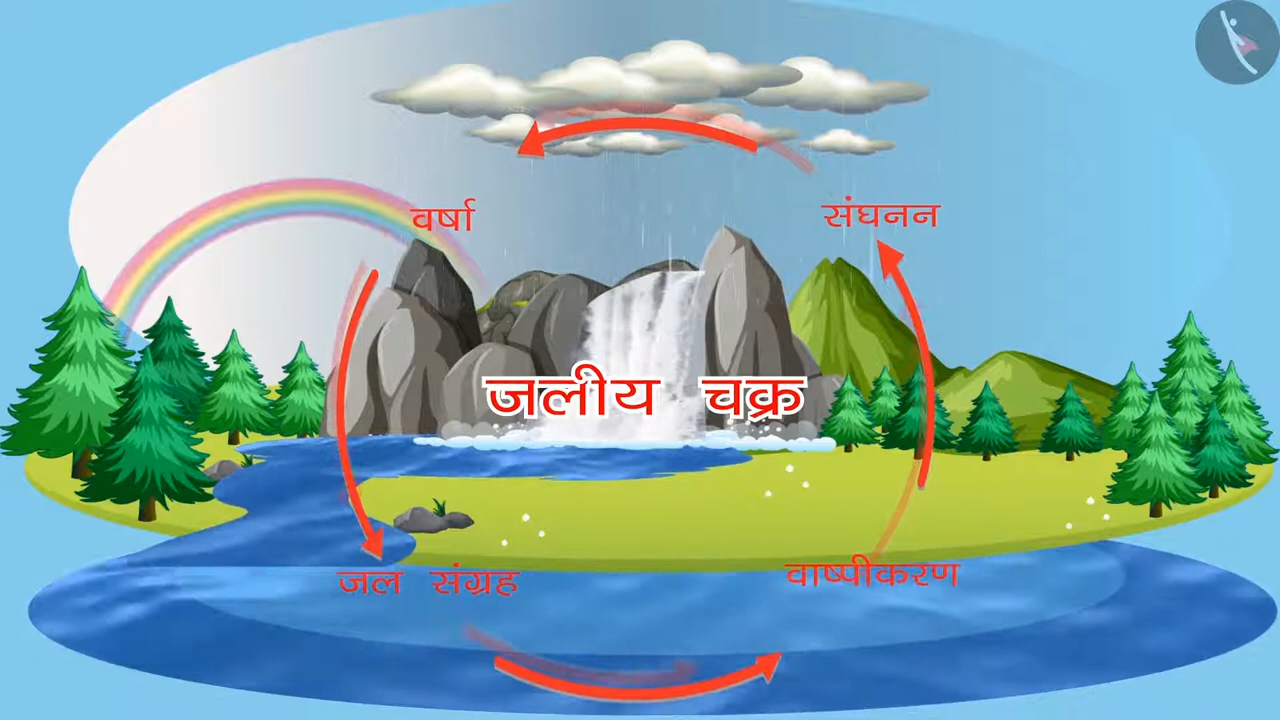 वर्षा
संघनन
जलीय चक्र
जल संग्रह
वाष्पीकरण